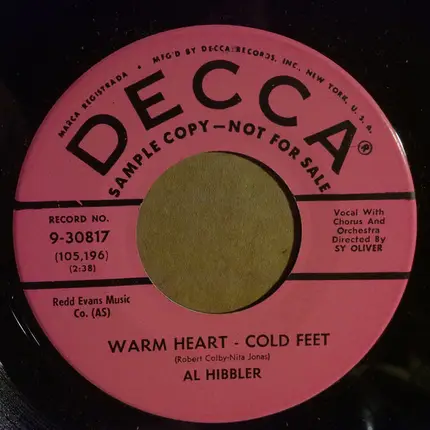 MARCA REGISTRADA • MF'G BY DECCA RECORDS, INC., NEW YORK, U.S.A.
DECCA®
SAMPLE COPY—NOT FOR SALE
RECORD NO.
9-30817
(105,196)
(2:38)
Redd Evans Music
Co. (AS)
Vocal With
Chorus And
Orchestra
Directed By
SY OLIVER
WARM HEART - COLD FEET
(Robert Colby-Nita Jonas)
AL HIBBLER